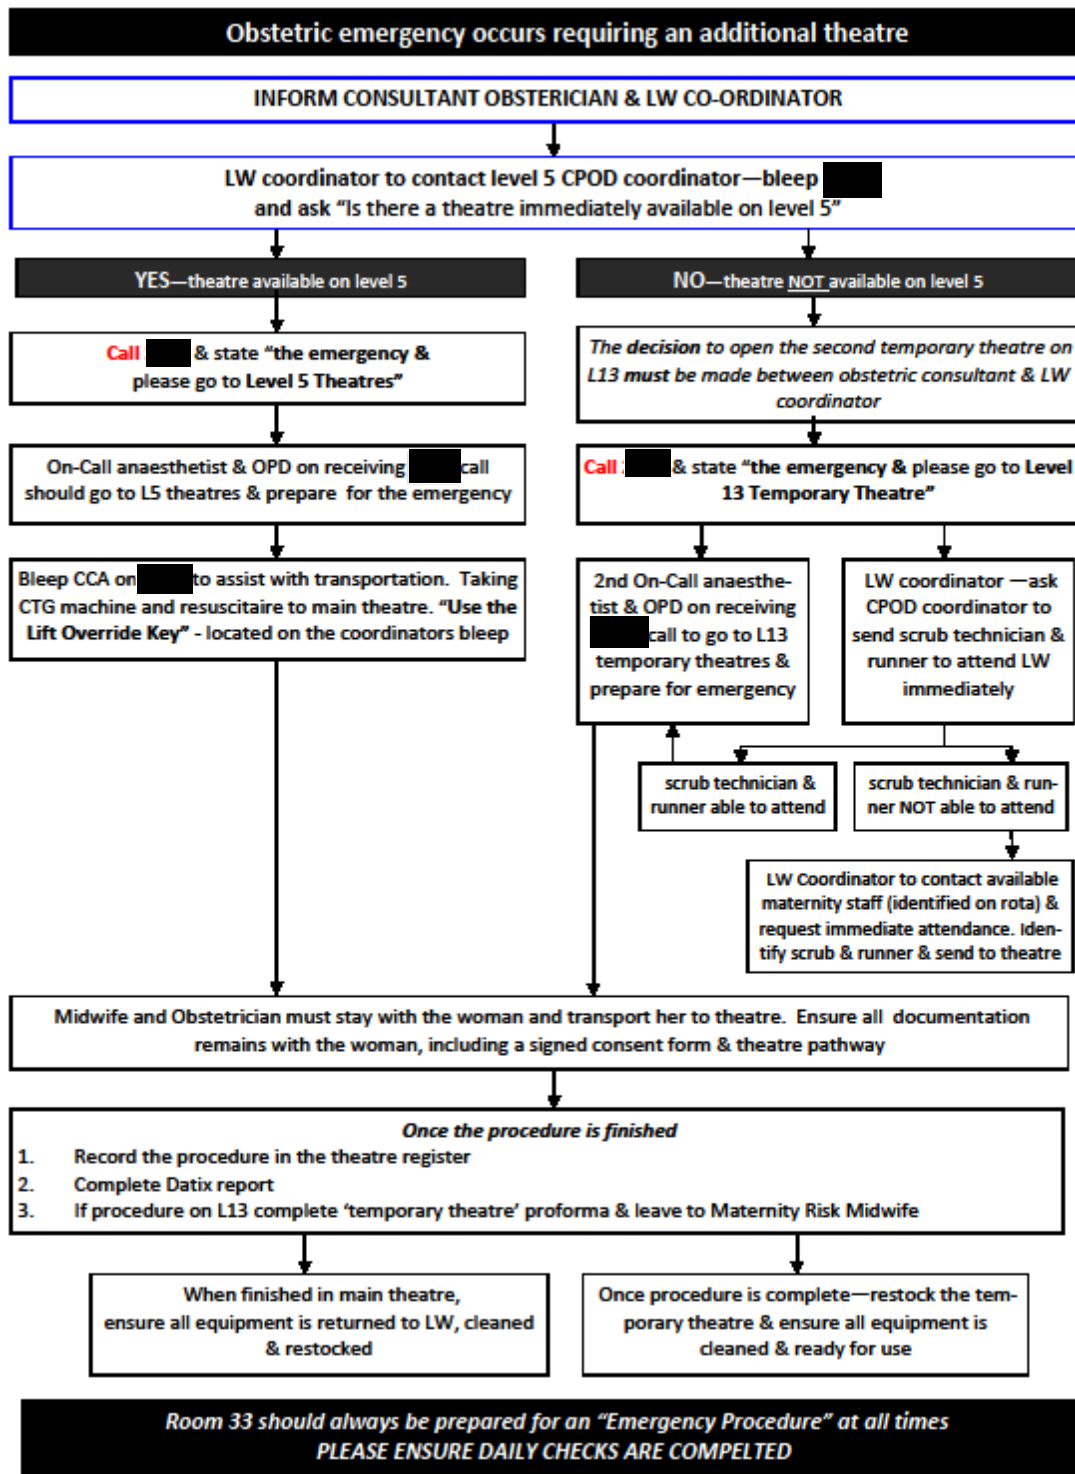 Obstetric emergency occurs requiring an additional theatre
INFORM CONSULTANT OBSTERICIAN & LW CO-ORDINATOR
LW coordinator to contact level 5 CPOD coordinator—bleep
and ask “Is there a theatre immediately available on level 5”
YES—theatre available on level 5
Call & state “the emergency &
please go to Level 5 Theatres”
On-Call anaesthetist & OPD on receiving call
should go to L5 theatres & prepare for the emergency
Bleep CCA on to assist with transportation. Taking
CTG machine and resuscitaire to main theatre. “Use the
Lift Override Key” - located on the coordinators bleep
NO—theatre NOT available on level 5
The decision to open the second temporary theatre on
L13 must be made between obstetric consultant & LW
coordinator
Call & state “the emergency & please go to Level
13 Temporary Theatre”
2nd On-Call anaesthe-
tist & OPD on receiving
call to go to L13
temporary theatres &
prepare for emergency
LW coordinator —ask
CPOD coordinator to
send scrub technician &
runner to attend LW
immediately
scrub technician &
runner able to attend
scrub technician & run-
ner NOT able to attend
LW Coordinator to contact available
maternity staff (identified on rota) &
request immediate attendance. Iden-
tify scrub & runner & send to theatre
Midwife and Obstetrician must stay with the woman and transport her to theatre. Ensure all documentation
remains with the woman, including a signed consent form & theatre pathway
Once the procedure is finished
1. Record the procedure in the theatre register
2. Complete Datix report
3. If procedure on L13 complete ‘temporary theatre’ proforma & leave to Maternity Risk Midwife
When finished in main theatre,
ensure all equipment is returned to LW, cleaned
& restocked
Once procedure is complete—restock the tem-
porary theatre & ensure all equipment is
cleaned & ready for use
Room 33 should always be prepared for an “Emergency Procedure” at all times
PLEASE ENSURE DAILY CHECKS ARE COMPELTED